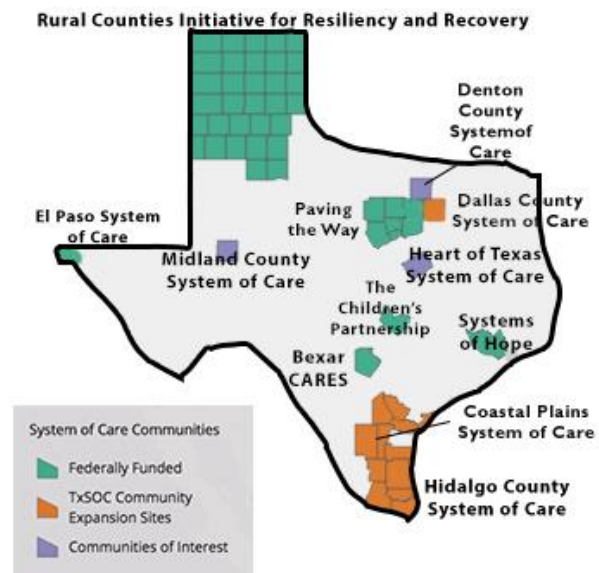 Rural Counties Initiative for Resiliency and Recovery
Denton
County
Systemof
Care
El Paso System
of Care
Paving
the Way
Dallas County
System of Care
Midland County
System of Care
Heart of Texas
System of Care
The
Children's
Partnership
Systems
of Hope
Bexar
CARES
Coastal Plains
System of Care
Hidalgo County
System of Care
System of Care Communities
Federally Funded
TxSOC Community
Expansion Sites
Communities of Interest